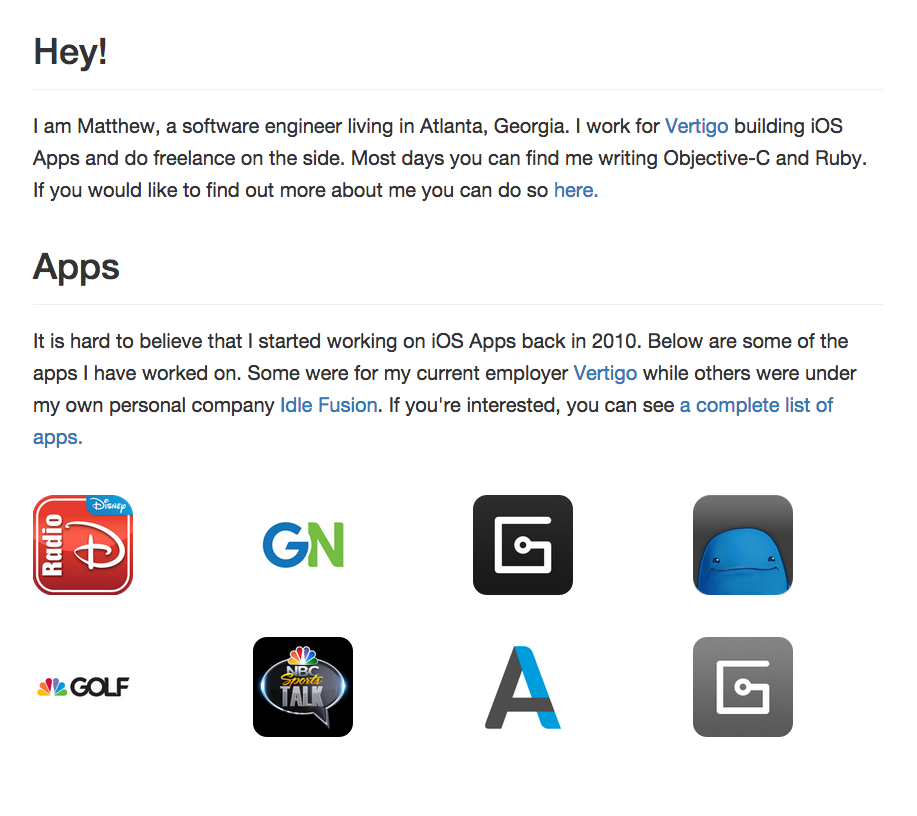 Hey!
I am Matthew, a software engineer living in Atlanta, Georgia. I work for Vertigo building iOS
Apps and do freelance on the side. Most days you can find me writing Objective-C and Ruby.
If you would like to find out more about me you can do so here.
Apps
It is hard to believe that I started working on iOS Apps back in 2010. Below are some of the
apps I have worked on. Some were for my current employer Vertigo while others were under
my own personal company Idle Fusion. If you're interested, you can see a complete list of
apps.
Disney
Radio
D
GN
G
GOLF
NBC
Sports
TALK
A
G